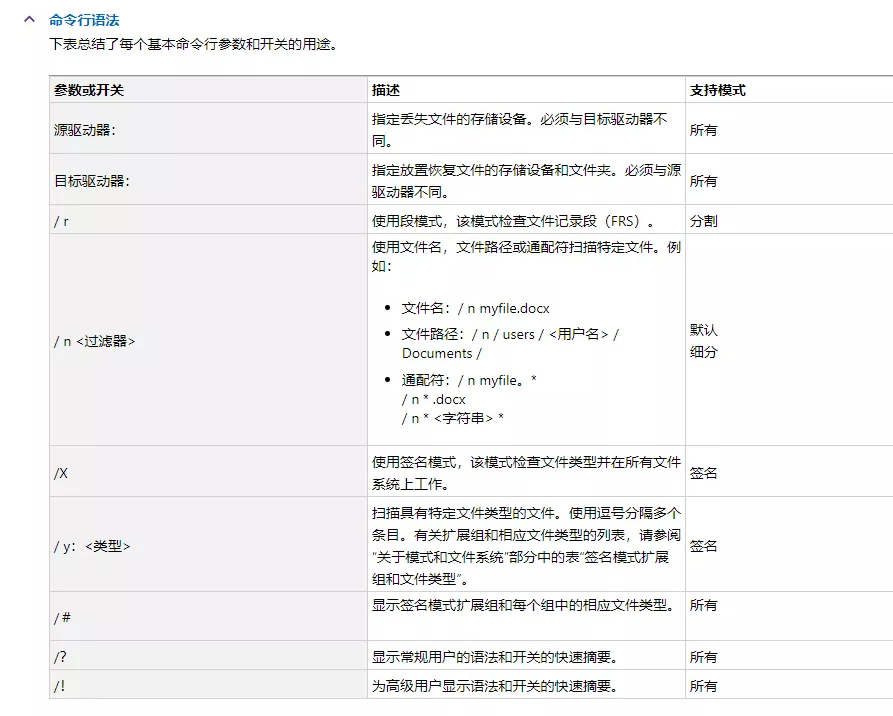 命令行语法
下表总结了每个基本命令行参数和开关的用途。
参数或开关 描述 支持模式
源驱动器：
指定丢失文件的存储设备。必须与目标驱动器不
同。
所有
目标驱动器：
指定放置恢复文件的存储设备和文件夹。必须与源
驱动器不同。
所有
/ r 使用段模式，该模式检查文件记录段（FRS）。 分割
/ n <过滤器>
使用文件名，文件路径或通配符扫描特定文件。例
如：
• 文件名：/ n myfile.docx
• 文件路径：/ n / users / <用户名> /
Documents /
• 通配符：/ n myfile。*
/ n * .docx
/ n * <字符串> *
默认
细分
/X
使用签名模式，该模式检查文件类型并在所有文件
系统上工作。
签名
/ y：<类型>
扫描具有特定文件类型的文件。使用逗号分隔多个
条目。有关扩展组和相应文件类型的列表，请参阅
“关于模式和文件系统”部分中的表“签名模式扩展
组和文件类型”。
签名
/ #
显示签名模式扩展组和每个组中的相应文件类型。
所有
/? 显示常规用户的语法和开关的快速摘要。 所有
/! 为高级用户显示语法和开关的快速摘要。 所有